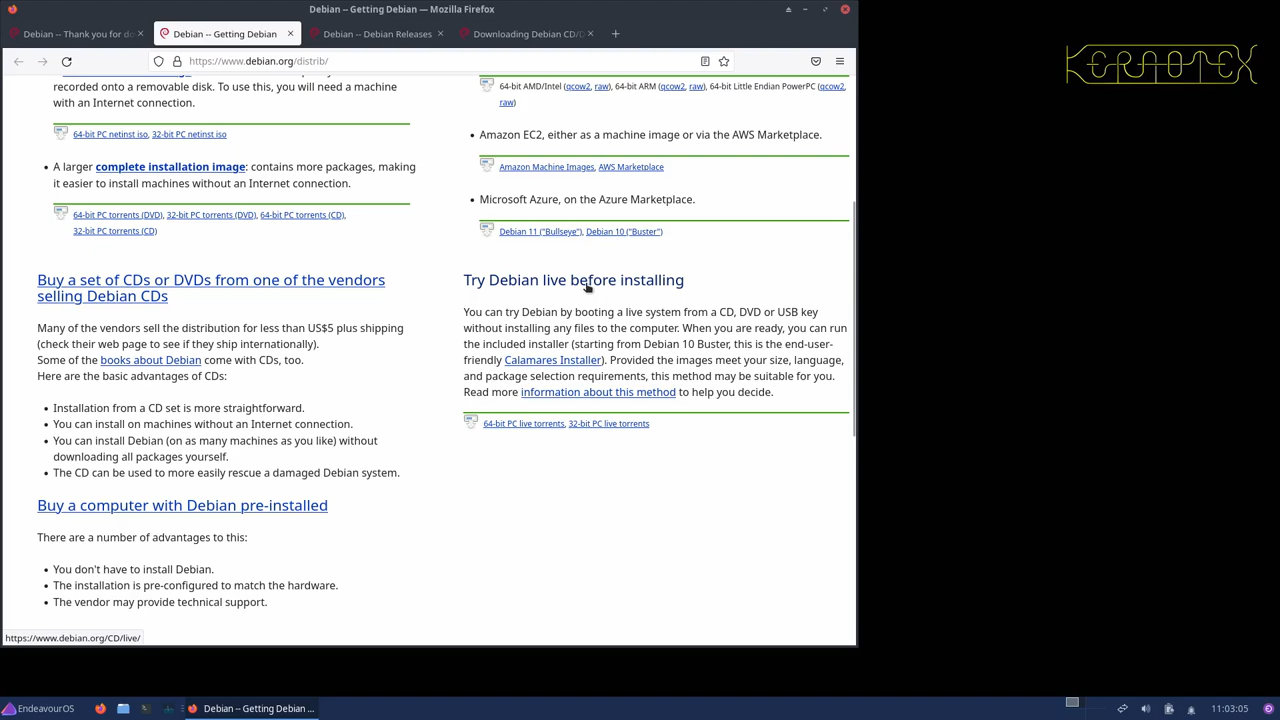 Debian -- Getting Debian — Mozilla Firefox
Debian -- Thank you for do
Debian -- Getting Debian
Debian -- Debian Releases
Downloading Debian CD/D
https://www.debian.org/distrib/
recorded onto a removable disk. To use this, you will need a machine
with an Internet connection.
64-bit PC netinst iso, 32-bit PC netinst iso
A larger complete installation image: contains more packages, making
it easier to install machines without an Internet connection.
64-bit PC torrents (DVD), 32-bit PC torrents (DVD), 64-bit PC torrents (CD),
32-bit PC torrents (CD)
Buy a set of CDs or DVDs from one of the vendors
selling Debian CDs
Many of the vendors sell the distribution for less than US$5 plus shipping
(check their web page to see if they ship internationally).
Some of the books about Debian come with CDs, too.
Here are the basic advantages of CDs:
Installation from a CD set is more straightforward.
You can install on machines without an Internet connection.
You can install Debian (on as many machines as you like) without
downloading all packages yourself.
The CD can be used to more easily rescue a damaged Debian system.
Buy a computer with Debian pre-installed
There are a number of advantages to this:
You don't have to install Debian.
The installation is pre-configured to match the hardware.
The vendor may provide technical support.
64-bit AMD/Intel (qcow2, raw), 64-bit ARM (qcow2, raw), 64-bit Little Endian PowerPC (qcow2,
raw)
Amazon EC2, either as a machine image or via the AWS Marketplace.
Amazon Machine Images, AWS Marketplace
Microsoft Azure, on the Azure Marketplace.
Debian 11 ("Bullseye"), Debian 10 ("Buster")
Try Debian live before installing
You can try Debian by booting a live system from a CD, DVD or USB key
without installing any files to the computer. When you are ready, you can run
the included installer (starting from Debian 10 Buster, this is the end-user-
friendly Calamares Installer). Provided the images meet your size, language,
and package selection requirements, this method may be suitable for you.
Read more information about this method to help you decide.
64-bit PC live torrents, 32-bit PC live torrents
https://www.debian.org/CD/live/
EndeavourOS
Debian -- Getting Debian ...
11:03:05